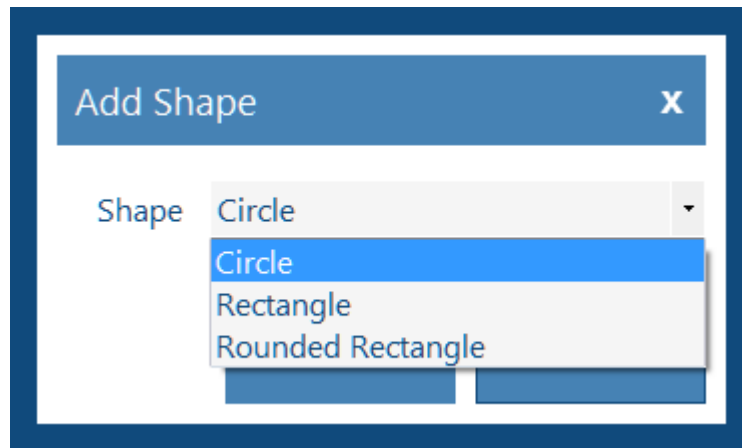 Add Shape x
Shape Circle
Circle
Rectangle
Rounded Rectangle